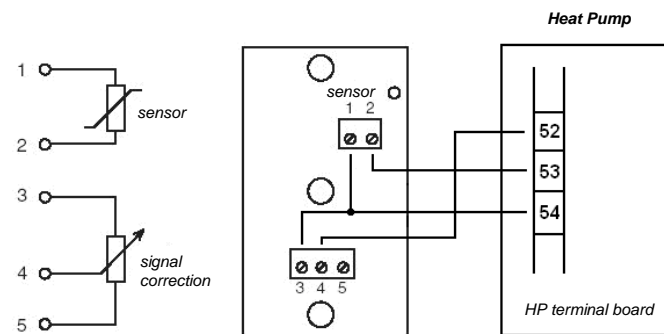 Heat Pump
1
2
sensor
3
4
5
signal
correction
sensor
1 2
3 4 5
52
53
54
HP terminal board